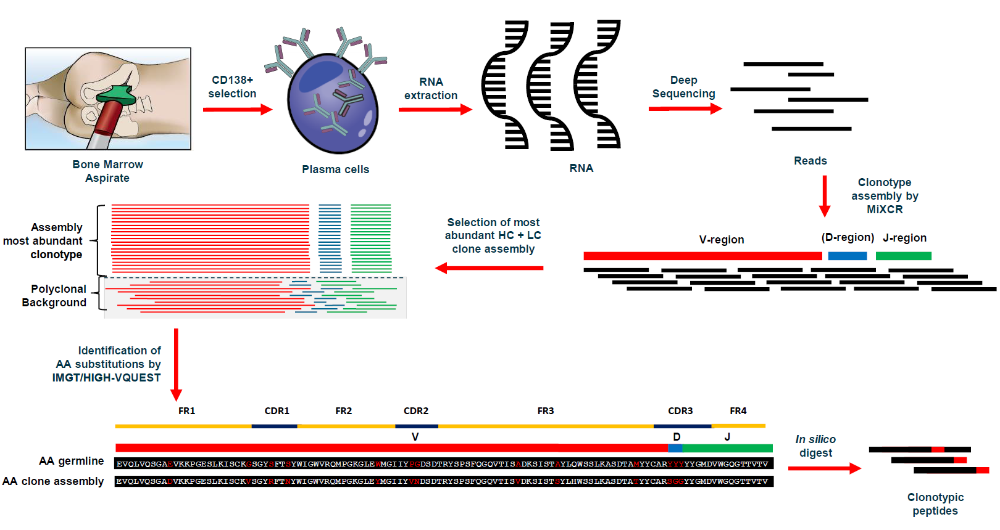 CD138+
selection
RNA
extraction
Deep
Sequencing
Bone Marrow
Aspirate
Plasma cells
RNA
Reads
Clonotype
assembly by
MiXCR
V-region
(D-region)
J-region
Selection of most
abundant HC + LC
clone assembly
Assembly
most abundant
clonotype
Polyclonal
Background
Identification of
AA substitutions by
IMGT/HIGH-VQUEST
FR1 CDR1 FR2 CDR2 FR3 CDR3 FR4
V D J
AA germline EVQLVQSGAEVKKPGESLKISCKGSGYSFTSYWIGWVRQMPGKGLEWMGIIYPGDSDTRYSPSFQGQVTISADKSISTAYLQWSSLKASDTAMYYCARYYYYYGMDVWGQGTTVTV
AA clone assembly EVQLVQSGADVKKPGESLKISCKVSGYRFTNYWIGWVRQMPGKGLEYMGIIYVNDSDTRYSPSFQGQVTISVDKSISTSYLHWSSLKASDTATYYCARSGGYYGMDVWGQGTTVTV
In silico
digest
Clonotypic
peptides